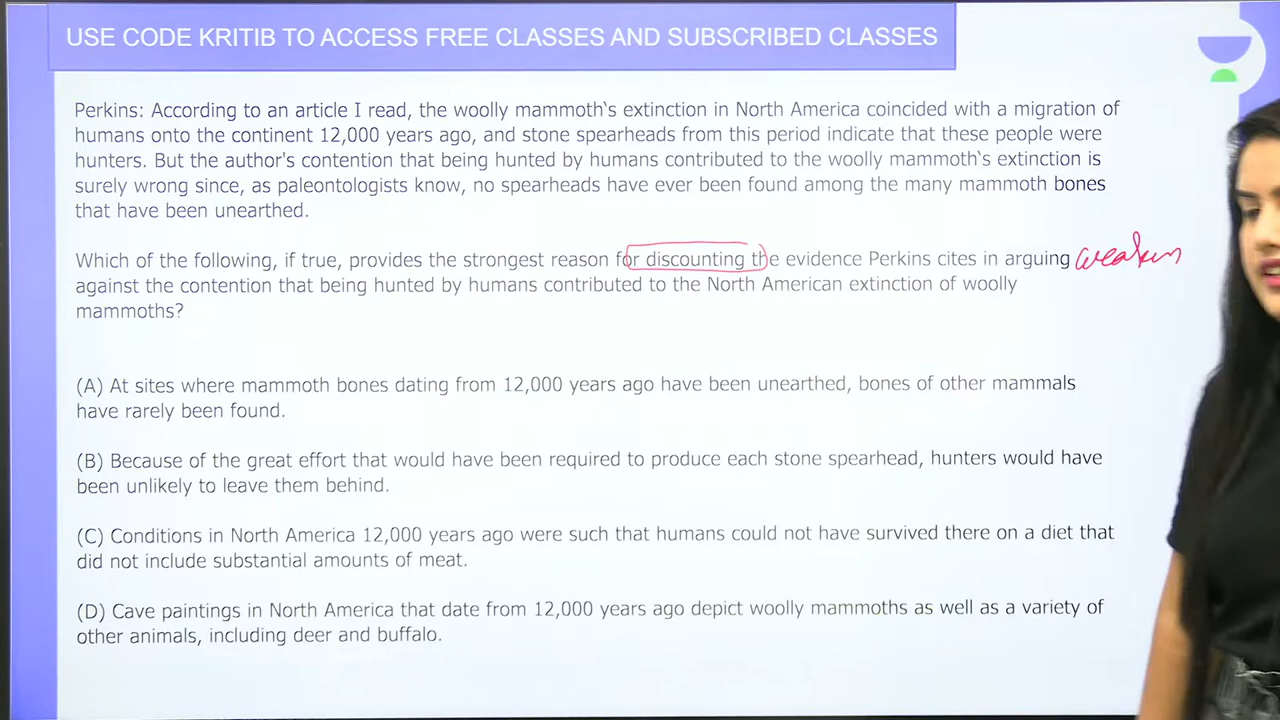 USE CODE KRITIB TO ACCESS FREE CLASSES AND SUBSCRIBED CLASSES
Perkins: According to an article I read, the woolly mammoth‛s extinction in North America coincided with a migration of
humans onto the continent 12,000 years ago, and stone spearheads from this period indicate that these people were
hunters. But the author's contention that being hunted by humans contributed to the woolly mammoth‛s extinction is
surely wrong since, as paleontologists know, no spearheads have ever been found among the many mammoth bones
that have been unearthed.
Which of the following, if true, provides the strongest reason for discounting the evidence Perkins cites in arguing weaken
against the contention that being hunted by humans contributed to the North American extinction of woolly
mammoths?
(A) At sites where mammoth bones dating from 12,000 years ago have been unearthed, bones of other mammals
have rarely been found.
(B) Because of the great effort that would have been required to produce each stone spearhead, hunters would have
been unlikely to leave them behind.
(C) Conditions in North America 12,000 years ago were such that humans could not have survived there on a diet that
did not include substantial amounts of meat.
(D) Cave paintings in North America that date from 12,000 years ago depict woolly mammoths as well as a variety of
other animals, including deer and buffalo.